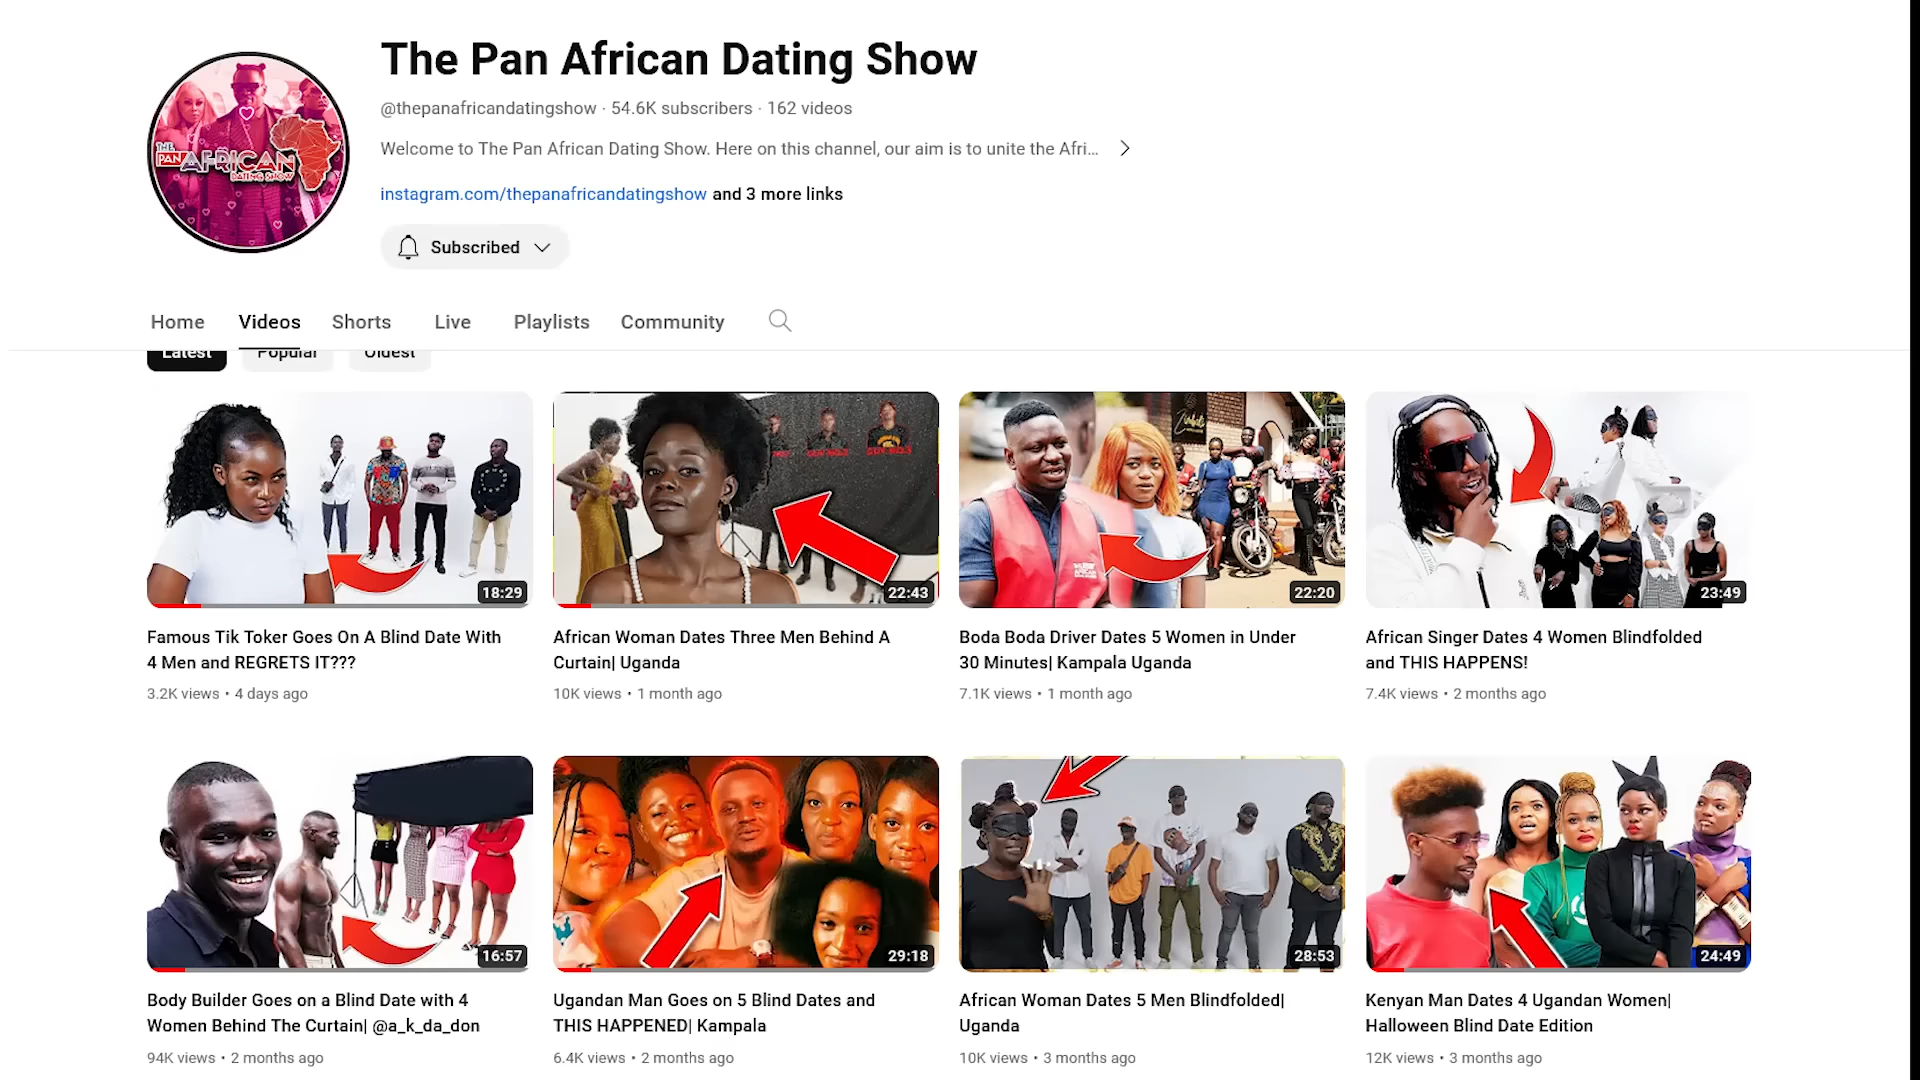 The Pan African Dating Show
@thepanafricandatingshow · 54.6K subscribers · 162 videos
Welcome to The Pan African Dating Show. Here on this channel, our aim is to unite the Afri...
instagram.com/thepanafricandatingshow and 3 more links
Subscribed
THE PAN AFRICAN DATING SHOW
Home Videos Shorts Live Playlists Community
Latest Popular Oldest
18:29 22:43 22:20 23:49
Famous Tik Toker Goes On A Blind Date With
4 Men and REGRETS IT???
3.2K views • 4 days ago
African Woman Dates Three Men Behind A
Curtain| Uganda
10K views • 1 month ago
Boda Boda Driver Dates 5 Women in Under
30 Minutes| Kampala Uganda
7.1K views • 1 month ago
African Singer Dates 4 Women Blindfolded
and THIS HAPPENS!
7.4K views • 2 months ago
16:57 29:18 28:53 24:49
Body Builder Goes on a Blind Date with 4
Women Behind The Curtain| @a_k_da_don
94K views • 2 months ago
Ugandan Man Goes on 5 Blind Dates and
THIS HAPPENED| Kampala
6.4K views • 2 months ago
African Woman Dates 5 Men Blindfolded|
Uganda
10K views • 3 months ago
Kenyan Man Dates 4 Ugandan Women|
Halloween Blind Date Edition
12K views • 3 months ago